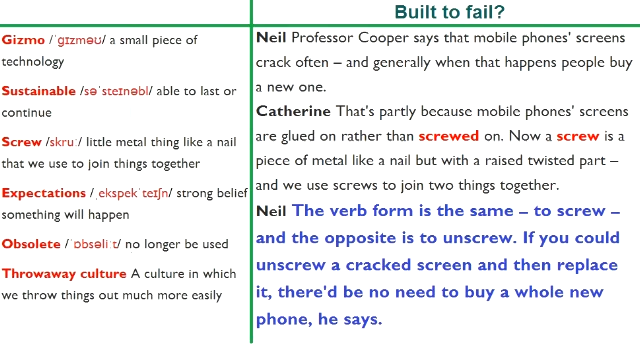 Built to fail?
Gizmo /ˈɡɪzməʊ/ a small piece of
technology
Sustainable /səˈsteɪnəbl/ able to last or
continue
Screw /skruː/ little metal thing like a nail
that we use to join things together
Expectations /ˌekspekˈteɪʃn/ strong belief
something will happen
Obsolete /ˈɒbsəliːt/ no longer be used
Throwaway culture A culture in which
we throw things out much more easily
Neil Professor Cooper says that mobile phones' screens
crack often – and generally when that happens people buy
a new one.
Catherine That's partly because mobile phones' screens
are glued on rather than screwed on. Now a screw is a
piece of metal like a nail but with a raised twisted part –
and we use screws to join two things together.
Neil The verb form is the same – to screw –
and the opposite is to unscrew. If you could
unscrew a cracked screen and then replace
it, there'd be no need to buy a whole new
phone, he says.